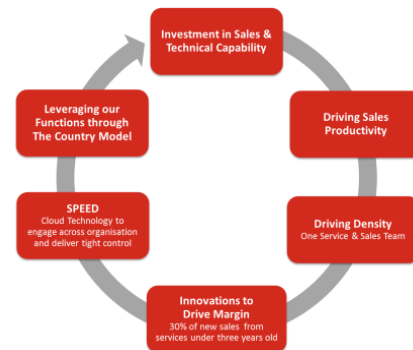 Investment in Sales &
Technical Capability
Driving Sales
Productivity
Driving Density
One Service & Sales Team
Innovations to
Drive Margin
30% of new sales from
services under three years old
SPEED
Cloud Technology to
engage across organisation
and deliver tight control
Leveraging our
Functions through
The Country Model